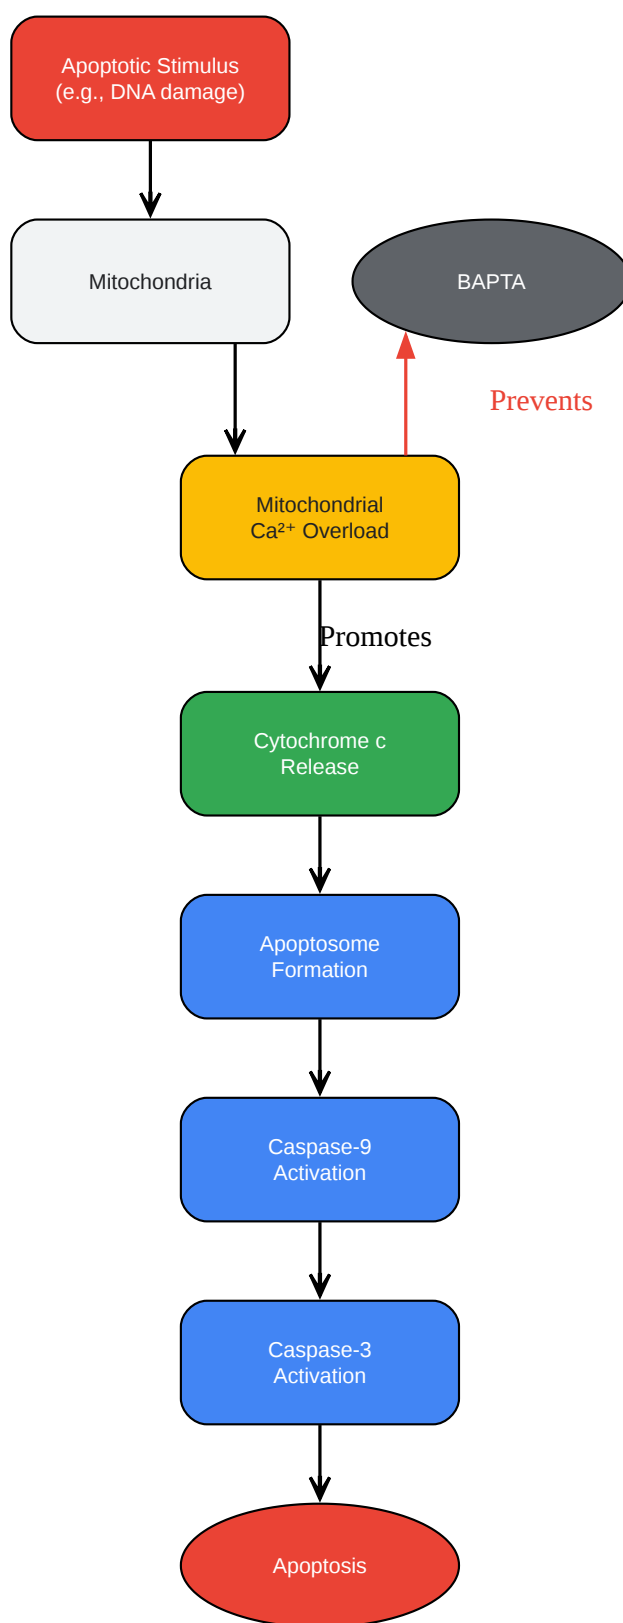 Apoptotic Stimulus
(e.g., DNA damage)
Mitochondria
BAPTA
Prevents
Mitochondrial
Ca²⁺ Overload
Promotes
Cytochrome c
Release
Apoptosome
Formation
Caspase-9
Activation
Caspase-3
Activation
Apoptosis